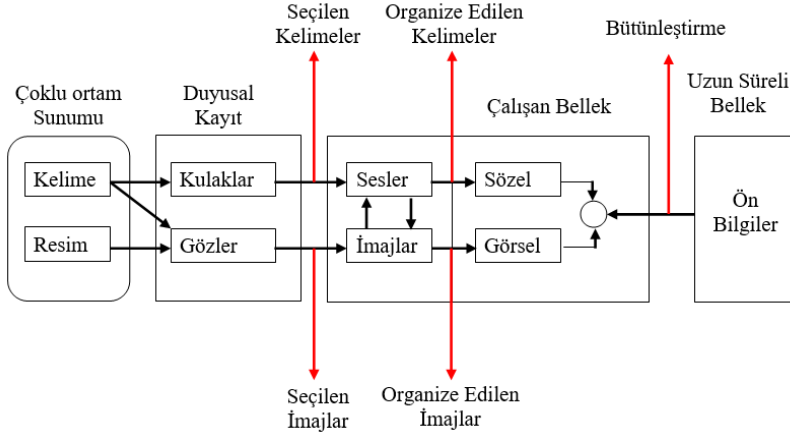 Seçilen
Kelimeler
Organize Edilen
Kelimeler
Bütünleştirme
Çoklu ortam
Sunumu
Duyusal
Kayıt
Çalışan Bellek
Uzun Süreli
Bellek
Kelime
Kulaklar
Sesler
Sözel
Ön
Bilgiler
Resim
Gözler
İmajlar
Görsel
Seçilen
İmajlar
Organize Edilen
İmajlar